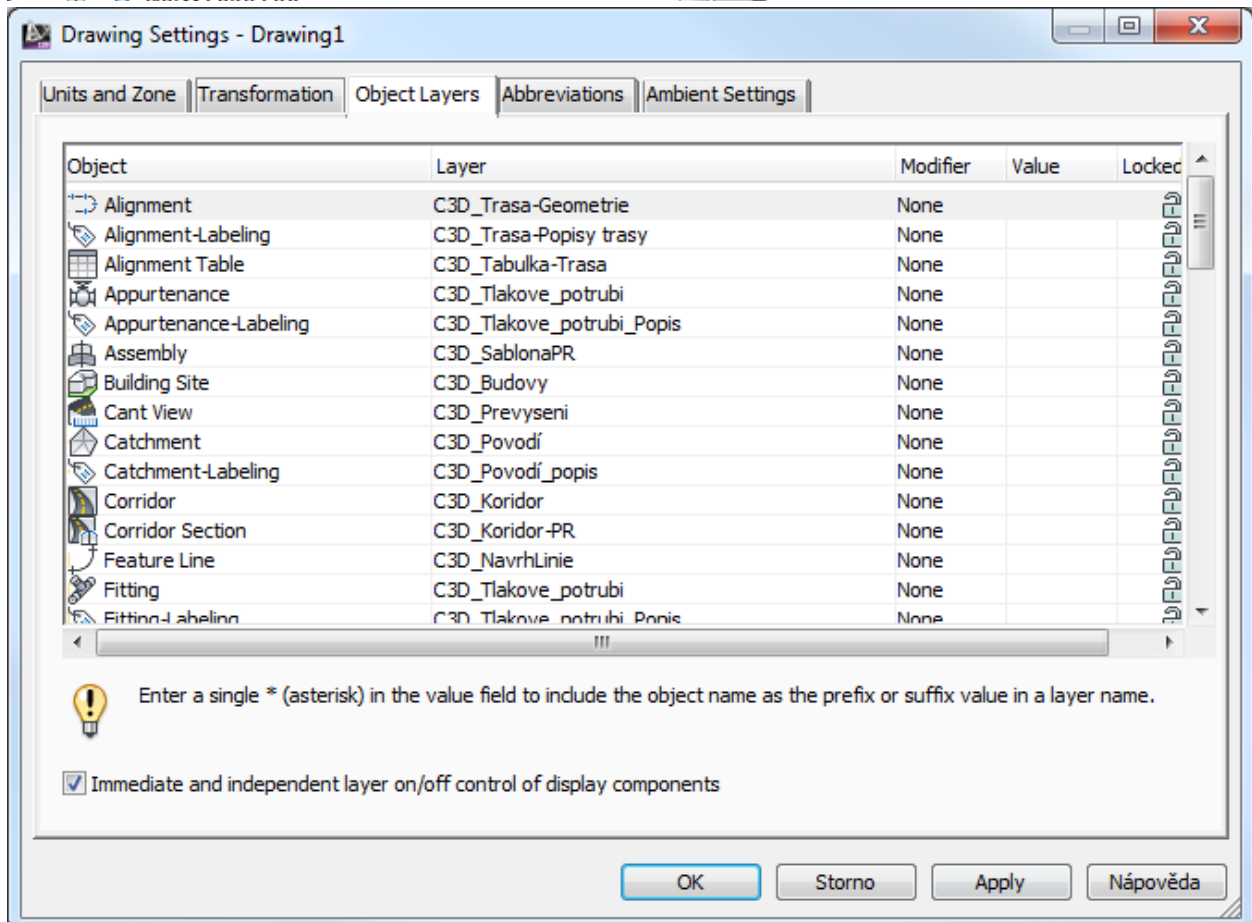 Drawing Settings - Drawing1
Units and Zone Transformation Object Layers Abbreviations Ambient Settings
Object Layer Modifier Value Locked
Alignment C3D_Trasa-Geometrie None
Alignment-Labeling C3D_Trasa-Popisy trasy None
Alignment Table C3D_Tabulka-Trasa None
Appurtenance C3D_Tlakove_potrubi None
Appurtenance-Labeling C3D_Tlakove_potrubi_Popis None
Assembly C3D_SablonaPR None
Building Site C3D_Budovy None
Cant View C3D_Prevyseni None
Catchment C3D_Povodí None
Catchment-Labeling C3D_Povodí_popis None
Corridor C3D_Koridor None
Corridor Section C3D_Koridor-PR None
Feature Line C3D_NavrhLinie None
Fitting C3D_Tlakove_potrubi None
Fitting-Labeling C3D_Tlakove_potrubi_Popis None
Enter a single * (asterisk) in the value field to include the object name as the prefix or suffix value in a layer name.
Immediate and independent layer on/off control of display components
OK Storno Apply Nápověda